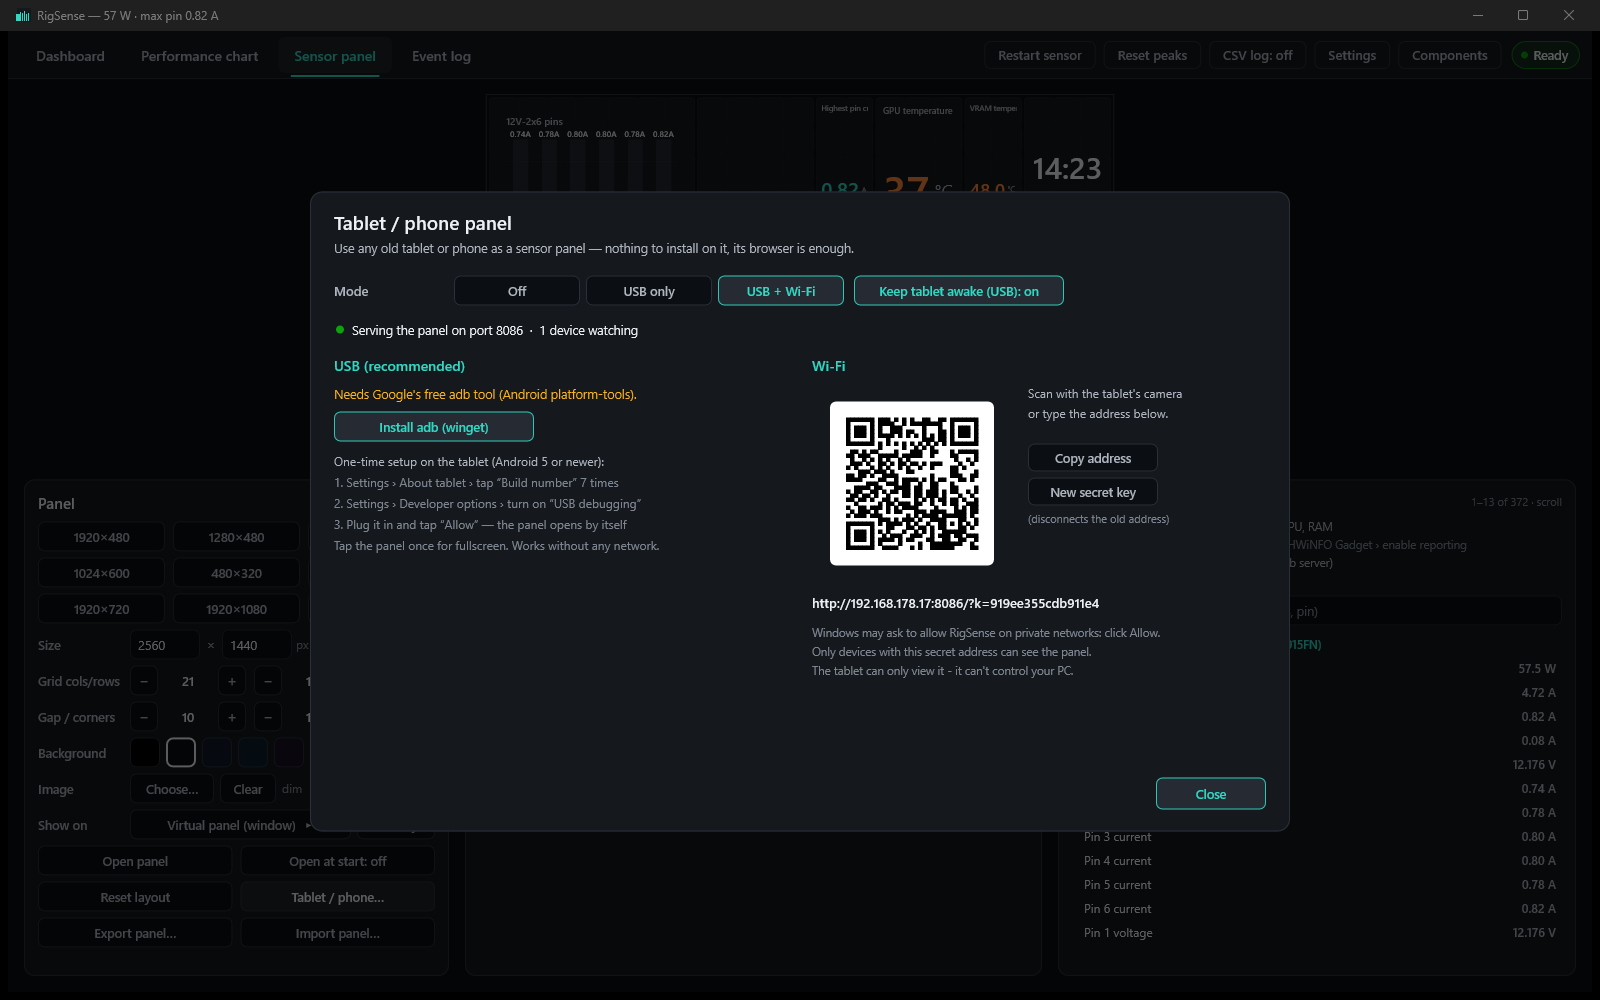 RigSense — 57 W · max pin 0.82 A
Dashboard
Performance chart
Sensor panel
Event log
Restart sensor
Reset peaks
CSV log: off
Settings
Components
Ready
12V-2x6 pins
0.74A 0.78A 0.80A 0.80A 0.78A 0.82A
Highest pin
GPU temperature
VRAM
0.82
37 °C
48.0 °C
14:23
Tablet / phone panel
Use any old tablet or phone as a sensor panel — nothing to install on it, its browser is enough.
Mode
Off
USB only
USB + Wi-Fi
Keep tablet awake (USB): on
Serving the panel on port 8086 · 1 device watching
USB (recommended)
Needs Google's free adb tool (Android platform-tools).
Install adb (winget)
One-time setup on the tablet (Android 5 or newer):
1. Settings › About tablet › tap “Build number” 7 times
2. Settings › Developer options › turn on “USB debugging”
3. Plug it in and tap “Allow” — the panel opens by itself
Tap the panel once for fullscreen. Works without any network.
Wi-Fi
Scan with the tablet's camera
or type the address below.
Copy address
New secret key
(disconnects the old address)
http://192.168.178.17:8086/?k=919ee355cdb911e4
Windows may ask to allow RigSense on private networks: click Allow.
Only devices with this secret address can see the panel.
The tablet can only view it - it can't control your PC.
Close
Panel
1920×480
1280×480
1024×600
480×320
1920×720
1920×1080
Size
2560 × 1440 px
Grid cols/rows
− 21 + −
Gap / corners
− 10 + −
Background
Image
Choose...
Clear
dim
Show on
Virtual panel (window)
Open panel
Open at start: off
Reset layout
Tablet / phone...
Export panel...
Import panel...
1–13 of 372 · scroll
PU, RAM
HWiNFO Gadget › enable reporting
b server)
, pin)
15FN)
57.5 W
4.72 A
0.82 A
0.08 A
12.176 V
0.74 A
0.78 A
Pin 3 current 0.80 A
Pin 4 current 0.80 A
Pin 5 current 0.78 A
Pin 6 current 0.82 A
Pin 1 voltage 12.176 V